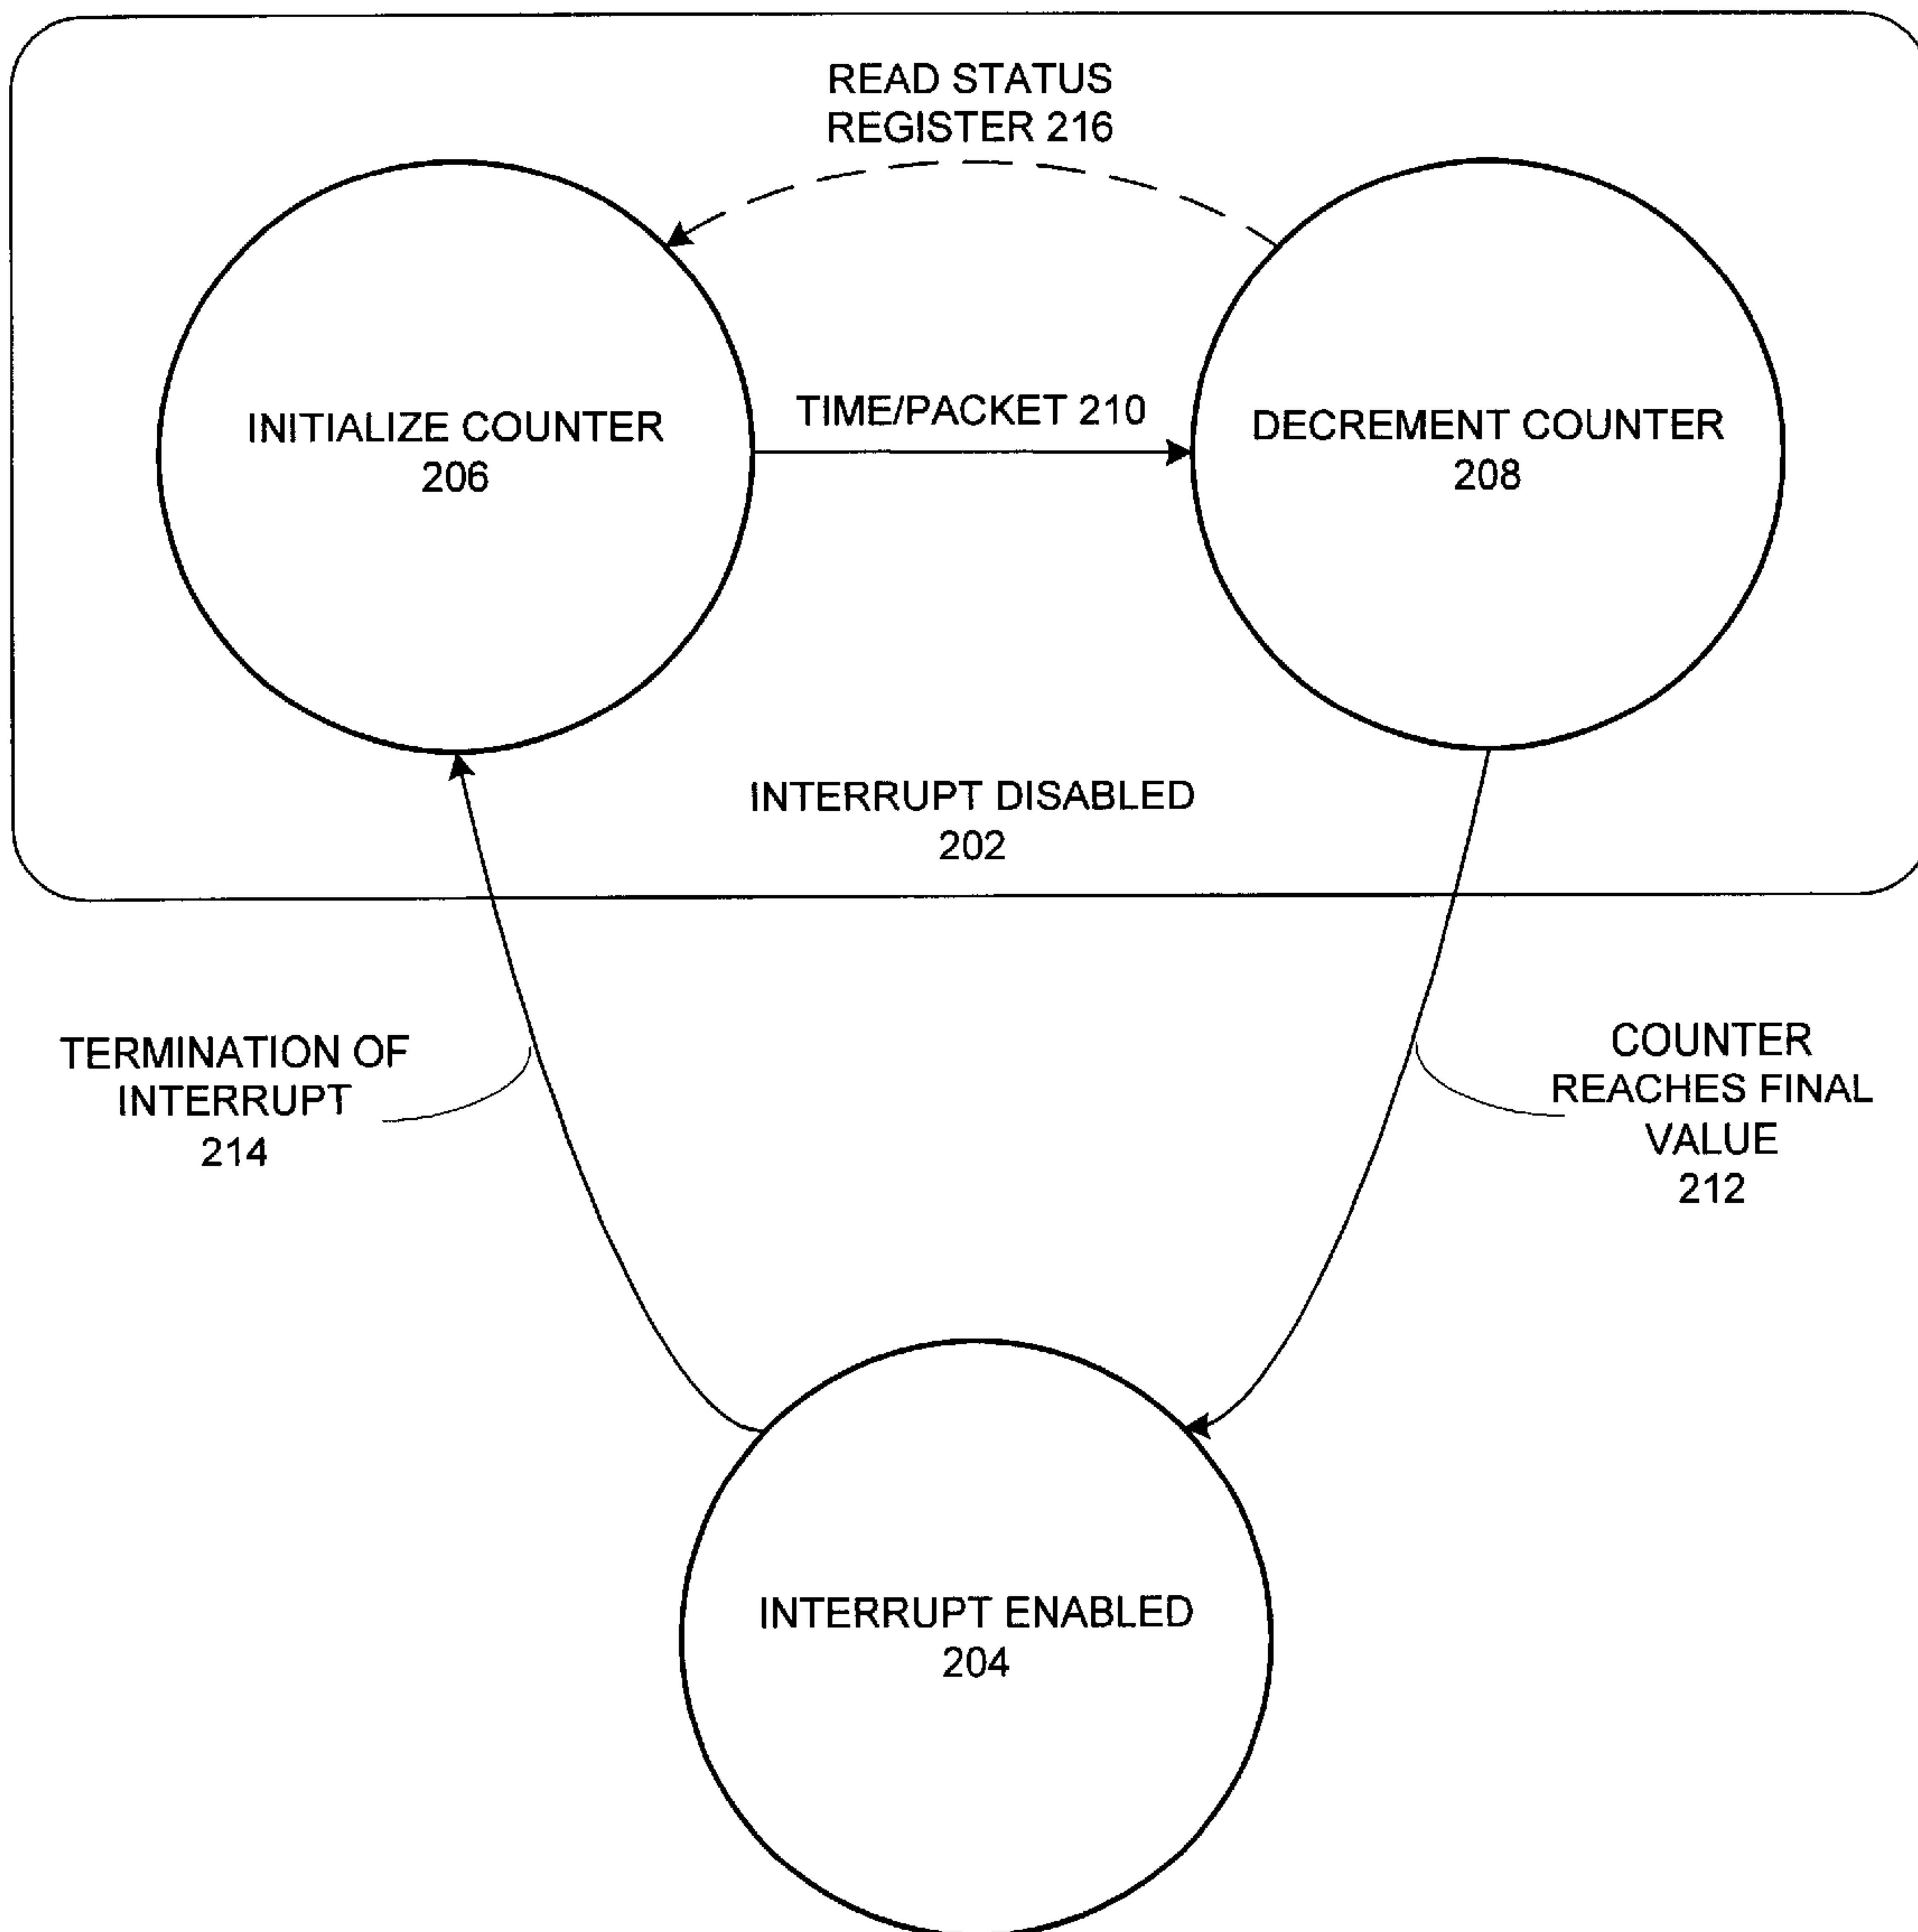 READ STATUS
REGISTER 216
INITIALIZE COUNTER
206
TIME/PACKET 210
DECREMENT COUNTER
208
INTERRUPT DISABLED
202
TERMINATION OF
INTERRUPT
214
COUNTER
REACHES FINAL
VALUE
212
INTERRUPT ENABLED
204